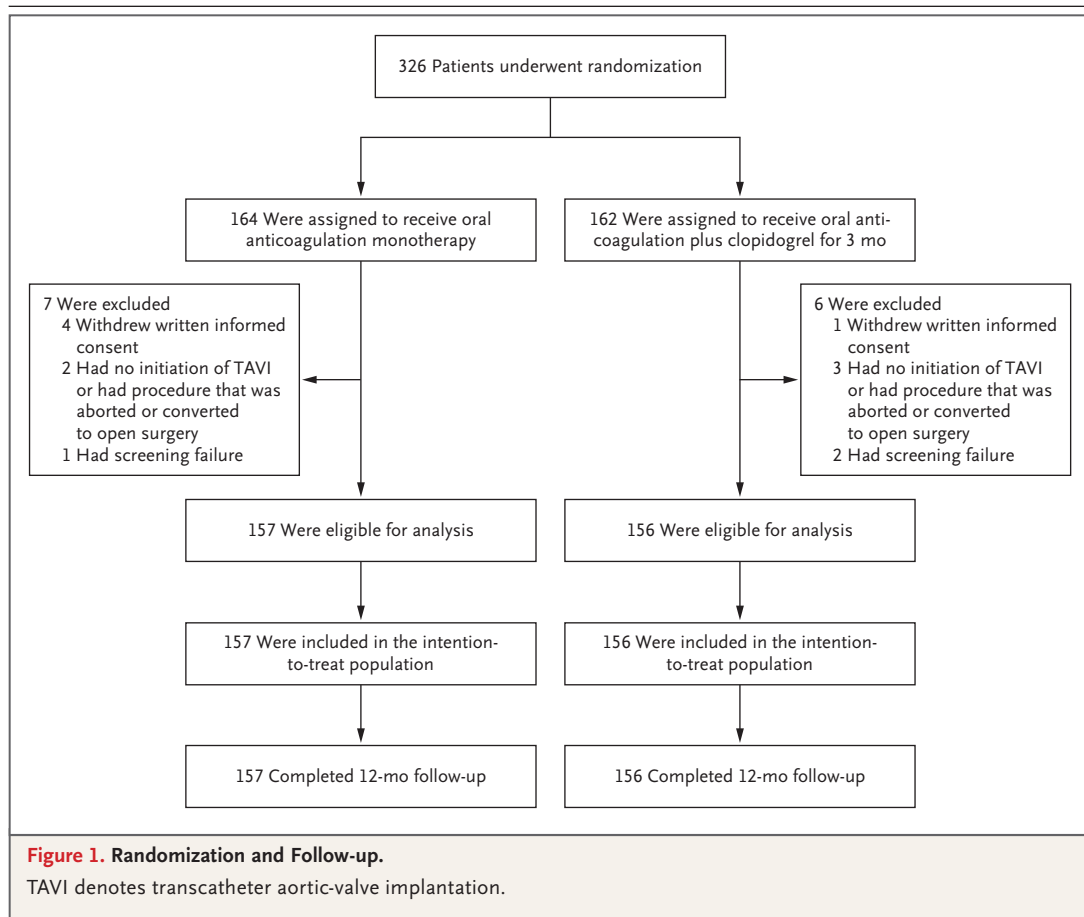 326 Patients underwent randomization
164 Were assigned to receive oral
anticoagulation monotherapy
162 Were assigned to receive oral anti-
coagulation plus clopidogrel for 3 mo
7 Were excluded
4 Withdrew written informed
consent
2 Had no initiation of TAVI
or had procedure that was
aborted or converted
to open surgery
1 Had screening failure
6 Were excluded
1 Withdrew written informed
consent
3 Had no initiation of TAVI
or had procedure that was
aborted or converted
to open surgery
2 Had screening failure
157 Were eligible for analysis
156 Were eligible for analysis
157 Were included in the intention-
to-treat population
156 Were included in the intention-
to-treat population
157 Completed 12-mo follow-up
156 Completed 12-mo follow-up
Figure 1. Randomization and Follow-up.
TAVI denotes transcatheter aortic-valve implantation.